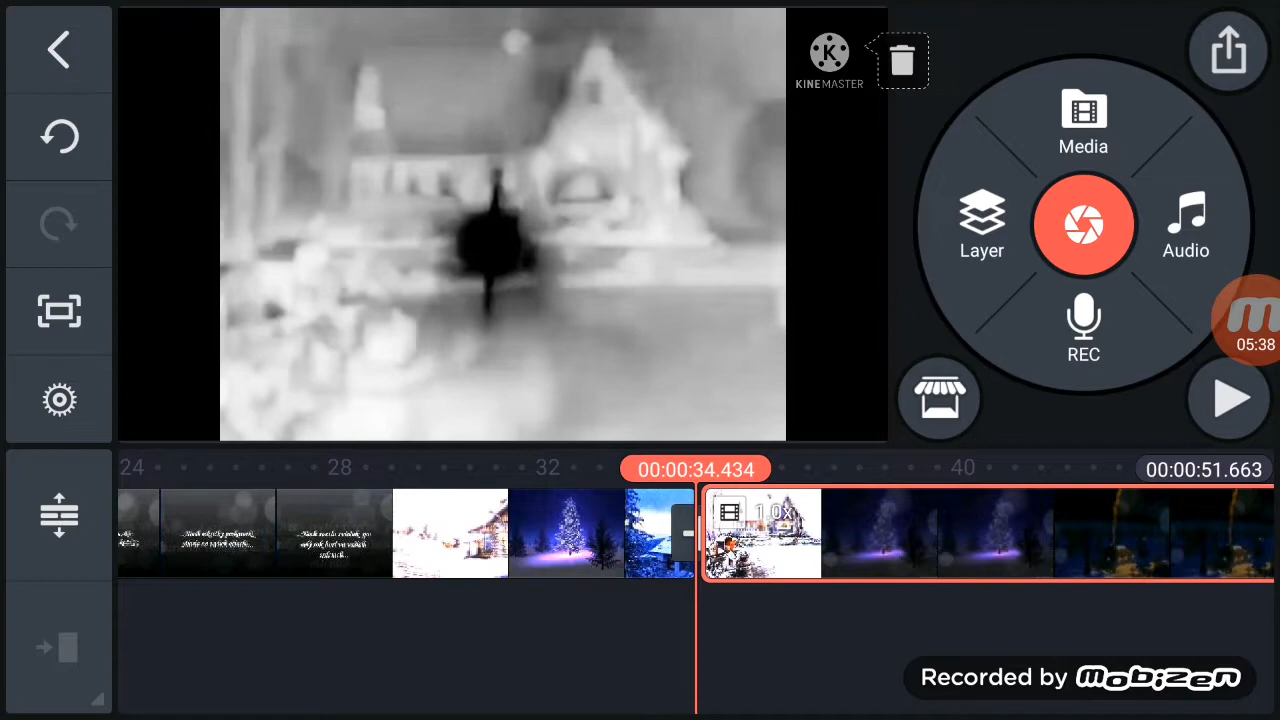 KINEMASTER
Media
Layer
Audio
REC
05:38
24
28
32
00:00:34.434
40
00:00:51.663
1.0x
Recorded by mobizen